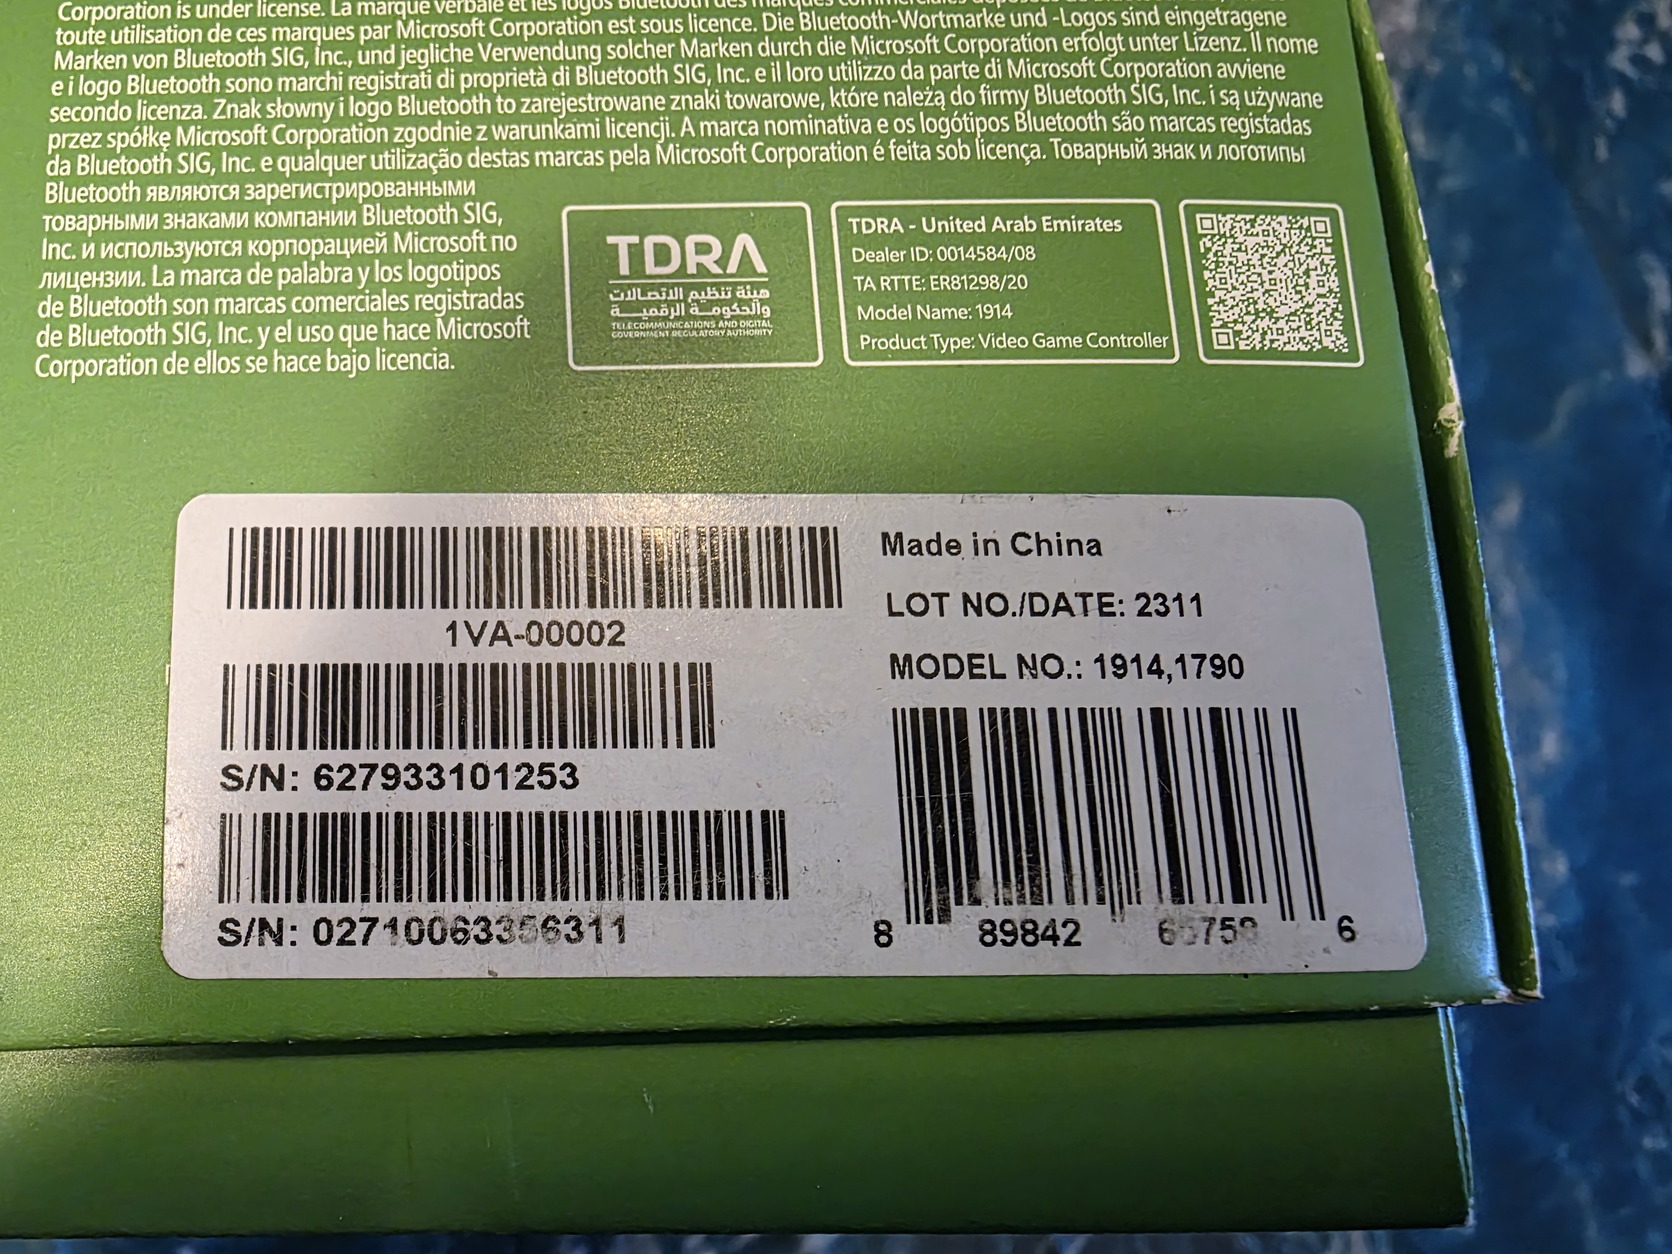 Corporation is under license. La marque verbale et les logos Bluetooth des marques commerciales
toute utilisation de ces marques par Microsoft Corporation est sous licence. Die Bluetooth-Wortmarke und -Logos sind eingetragene
Marken von Bluetooth SIG, Inc., und jegliche Verwendung solcher Marken durch die Microsoft Corporation erfolgt unter Lizenz. Il nome
e i logo Bluetooth sono marchi registrati di proprietà di Bluetooth SIG, Inc. e il loro utilizzo da parte di Microsoft Corporation avviene
secondo licenza. Znak słowny i logo Bluetooth to zarejestrowane znaki towarowe, które należą do firmy Bluetooth SIG, Inc. i są używane
przez spółkę Microsoft Corporation zgodnie z warunkami licencji. A marca nominativa e os logótipos Bluetooth são marcas registadas
da Bluetooth SIG, Inc. e qualquer utilização destas marcas pela Microsoft Corporation é feita sob licença. Товарный знак и логотипы
Bluetooth являются зарегистрированными
товарными знаками компании Bluetooth SIG,
Inc. и используются корпорацией Microsoft по
лицензии. La marca de palabra y los logotipos
de Bluetooth son marcas comerciales registradas
de Bluetooth SIG, Inc. y el uso que hace Microsoft
Corporation de ellos se hace bajo licencia.
TDRA
هيئة تنظيم الاتصالات
والحكومة الرقمية
TELECOMMUNICATIONS AND DIGITAL
GOVERNMENT REGULATORY AUTHORITY
TDRA - United Arab Emirates
Dealer ID: 0014584/08
TA RTTE: ER81298/20
Model Name: 1914
Product Type: Video Game Controller
1VA-00002
S/N: 627933101253
S/N: 02710063356311
Made in China
LOT NO./DATE: 2311
MODEL NO.: 1914,1790
8 89842 6